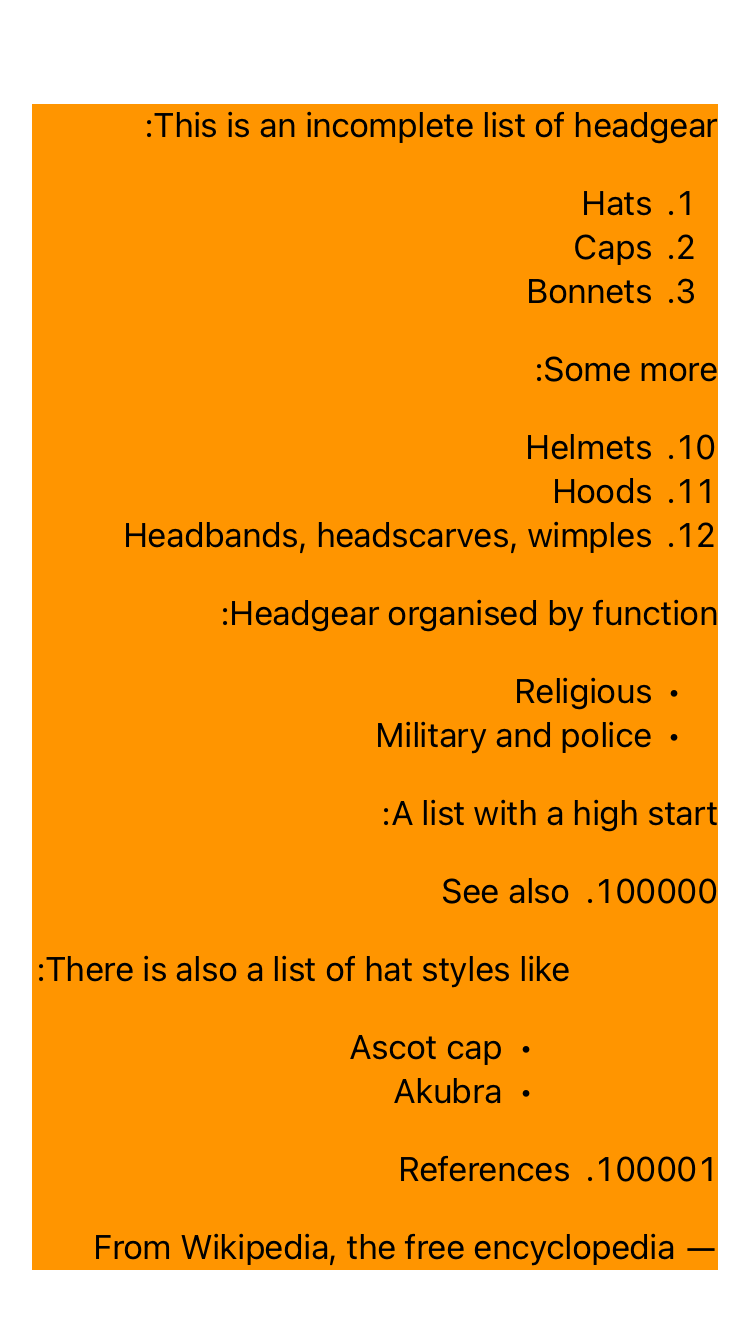 This is an incomplete list of headgear:
1. Hats
2. Caps
3. Bonnets
Some more:
10. Helmets
11. Hoods
12. Headbands, headscarves, wimples
Headgear organised by function:
• Religious
• Military and police
A list with a high start:
100000. See also
There is also a list of hat styles like:
• Ascot cap
• Akubra
100001. References
— From Wikipedia, the free encyclopedia